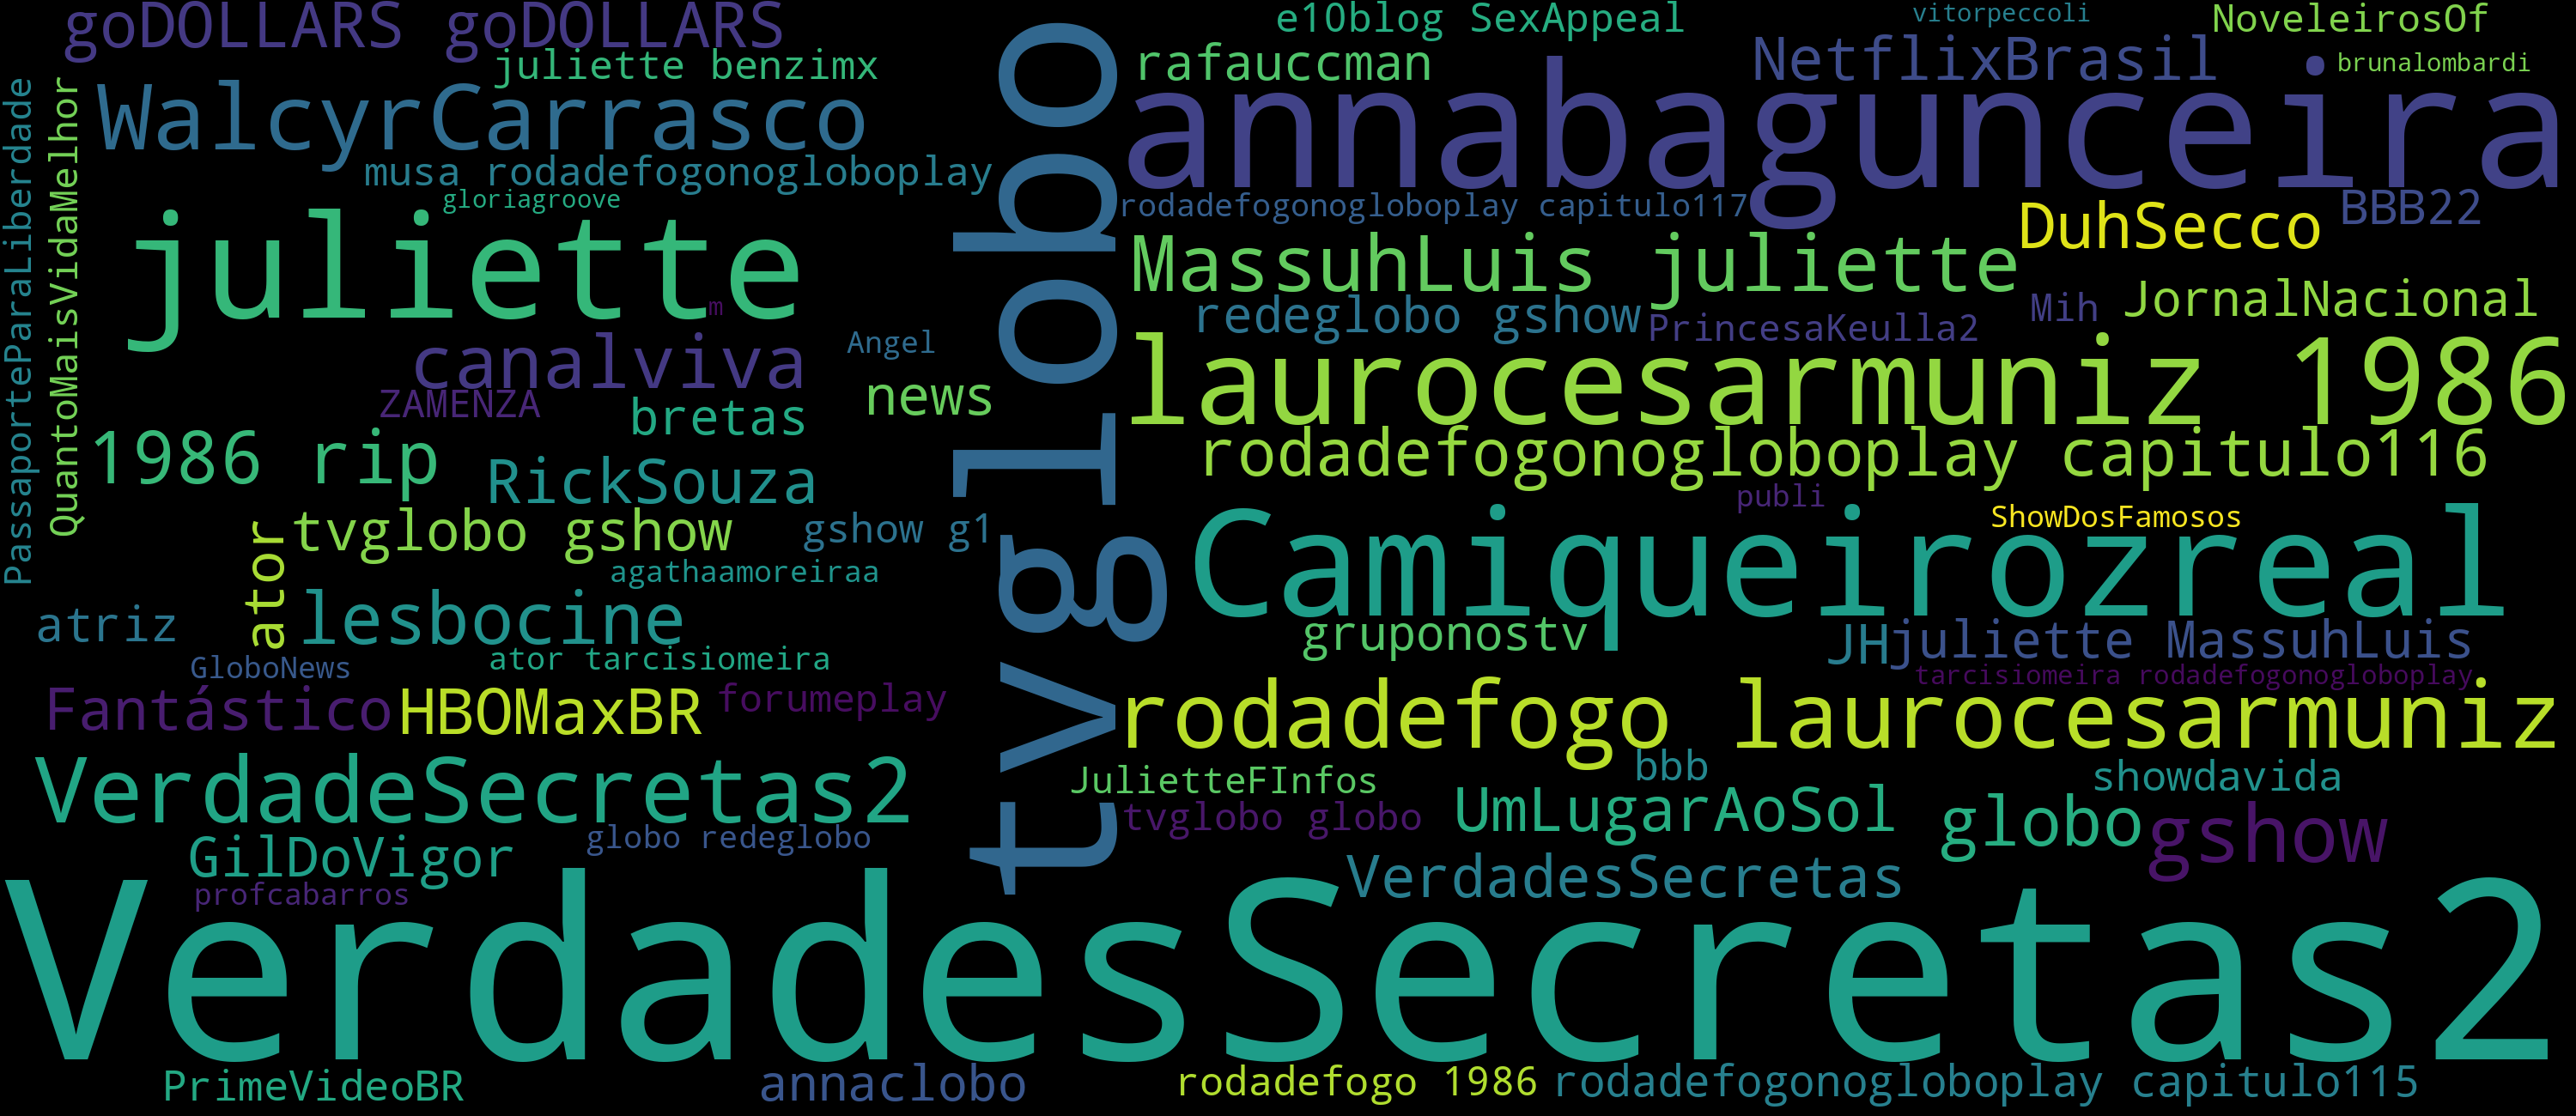 goDOLLARS goDOLLARS
juliette benzimx
WalcyrCarrasco
musa rodadefogonogloboplay
gloriagroove
juliette
m
canalviva
Angel
ZAMENZA
bretas
news
1986 rip
RickSouza
PassaporteParaLiberdade
QuantoMaisVidaMelhor
ator
tvglobo gshow
gshow g1
agathaamoreiraa
atriz
lesbocine
ator tarcisiomeira
GloboNews
Fantástico
HBOMaxBR
forumeplay
VerdadeSecretas2
GilDoVigor
globo redeglobo
profcabarros
tvglobo
e10blog SexAppeal
vitorpeccoli
NoveleirosOf
rafauccman
NetflixBrasil
brunalombardi
annabagunceira
rodadefogonogloboplay capitulo117
DuhSecco
BBB22
MassuhLuis juliette
redeglobo gshow
PrincesaKeulla2
Mih
JornalNacional
laurocesarmuniz 1986
rodadefogonogloboplay capitulo116
publi
ShowDosFamosos
Camiqueirozreal
gruponostv
JH
juliette MassuhLuis
tarcisiomeira rodadefogonogloboplay
rodadefogo laurocesarmuniz
JulietteFInfos
bbb
showdavida
tvglobo globo
UmLugarAoSol
globo
gshow
VerdadesSecretas
VerdadesSecretas2
PrimeVideoBR
annaclobo
rodadefogo 1986
rodadefogonogloboplay capitulo115